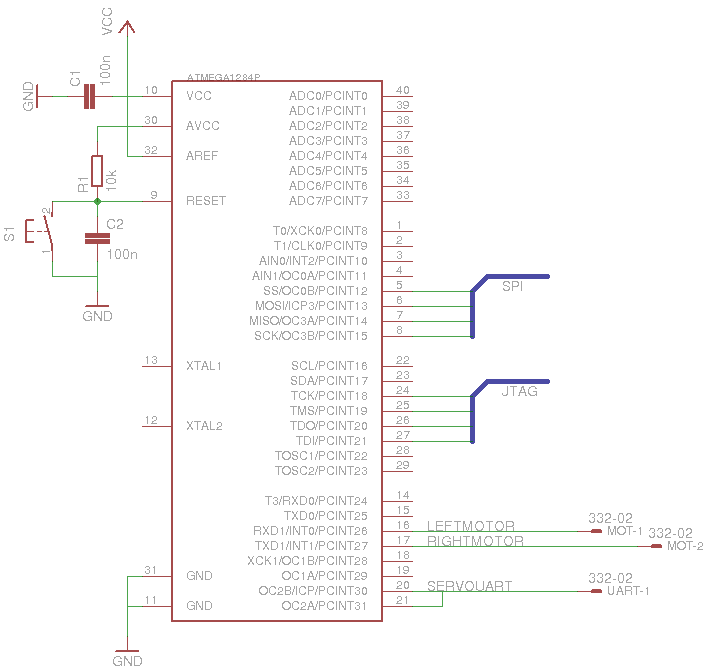 VCC
ATMEGA1284P
GND
C1
100n
10
VCC
30
AVCC
32
AREF
R1
10k
9
RESET
S1
2
1
C2
100n
GND
13
XTAL1
12
XTAL2
31
GND
11
GND
GND
ADC0/PCINT0 40
ADC1/PCINT1 39
ADC2/PCINT2 38
ADC3/PCINT3 37
ADC4/PCINT4 36
ADC5/PCINT5 35
ADC6/PCINT6 34
ADC7/PCINT7 33
T0/XCK0/PCINT8 1
T1/CLK0/PCINT9 2
AIN0/INT2/PCINT10 3
AIN1/OC0A/PCINT11 4
SS/OC0B/PCINT12 5
MOSI/ICP3/PCINT13 6
MISO/OC3A/PCINT14 7
SCK/OC3B/PCINT15 8
SPI
SCL/PCINT16 22
SDA/PCINT17 23
TCK/PCINT18 24
TMS/PCINT19 25
TDO/PCINT20 26
TDI/PCINT21 27
TOSC1/PCINT22 28
TOSC2/PCINT23 29
JTAG
T3/RXD0/PCINT24 14
TXD0/PCINT25 15
RXD1/INT0/PCINT26 16 LEFTMOTOR
332-02
MOT-1
TXD1/INT1/PCINT27 17 RIGHTMOTOR
332-02
MOT-2
XCK1/OC1B/PCINT28 18
OC1A/PCINT29 19
OC2B/ICP/PCINT30 20 SERVOUART
332-02
UART-1
OC2A/PCINT31 21